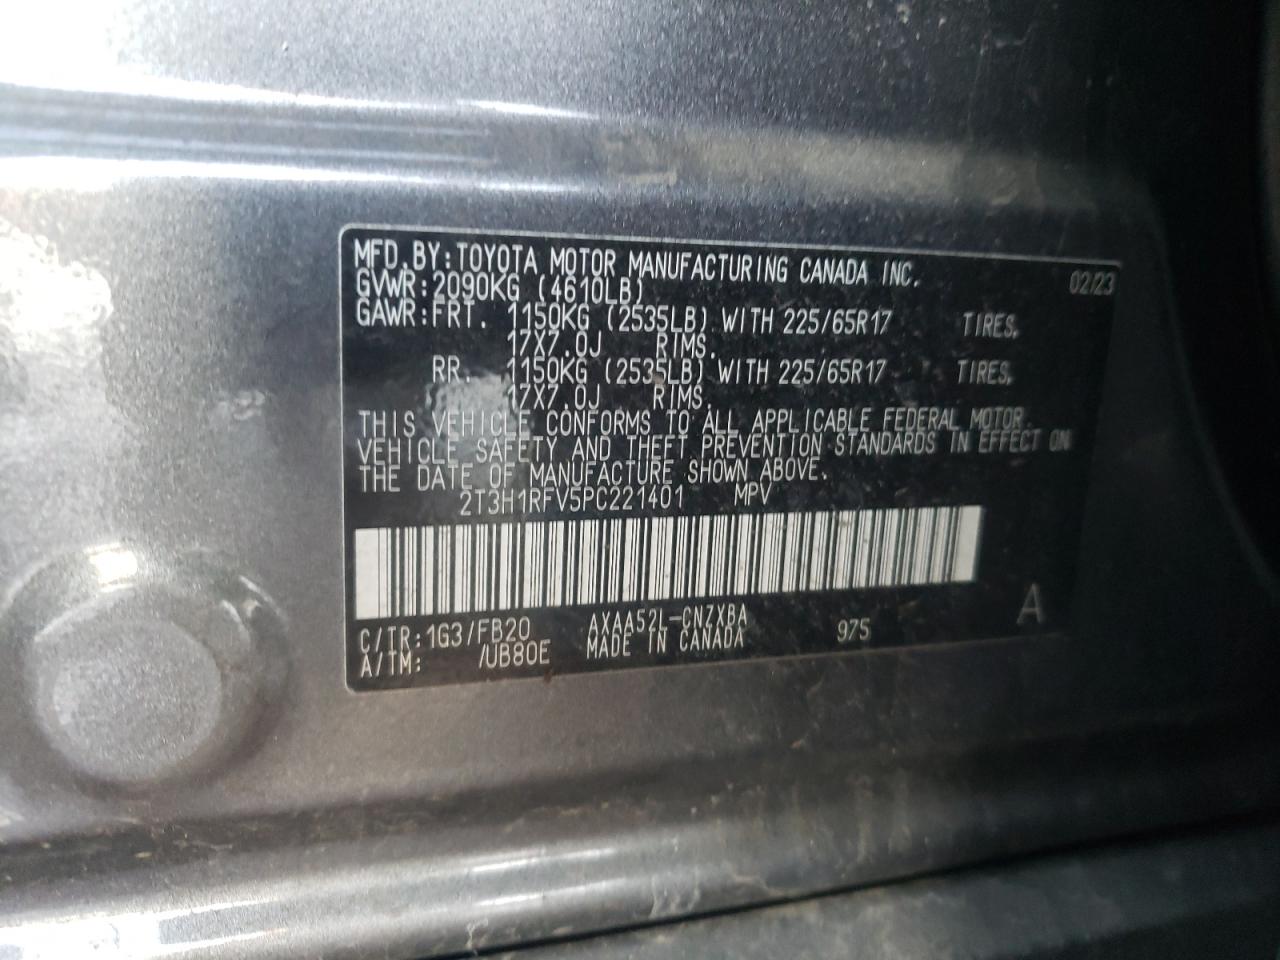 MFD.BY:TOYOTA MOTOR MANUFACTURING CANADA INC. 02/23
GVWR:2090KG (4610LB)
GAWR:FRT. 1150KG (2535LB) WITH 225/65R17 TIRES,
17X7.0J RIMS.
RR. 1150KG (2535LB) WITH 225/65R17 TIRES,
17X7.0J RIMS.
THIS VEHICLE CONFORMS TO ALL APPLICABLE FEDERAL MOTOR
VEHICLE SAFETY AND THEFT PREVENTION STANDARDS IN EFFECT ON
THE DATE OF MANUFACTURE SHOWN ABOVE.
2T3H1RFV5PC221401 MPV
C/TR:1G3/FB20 AXAA52L-CNZXBA 975 A
A/TM: /UB80E MADE IN CANADA